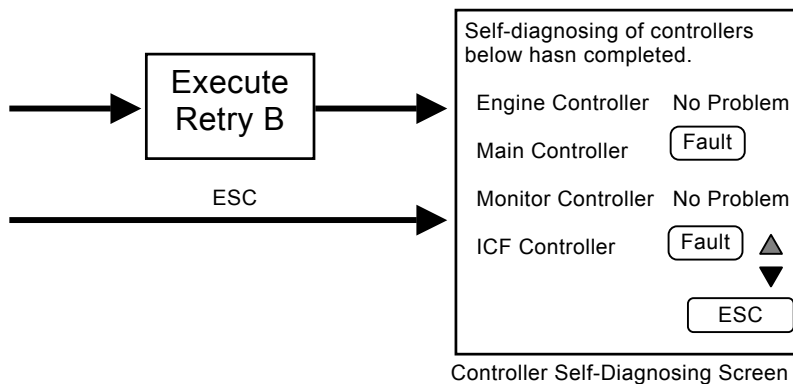 Execute
Retry B
ESC
Self-diagnosing of controllers
below hasn completed.
Engine Controller No Problem
Main Controller Fault
Monitor Controller No Problem
ICF Controller Fault
ESC
Controller Self-Diagnosing Screen